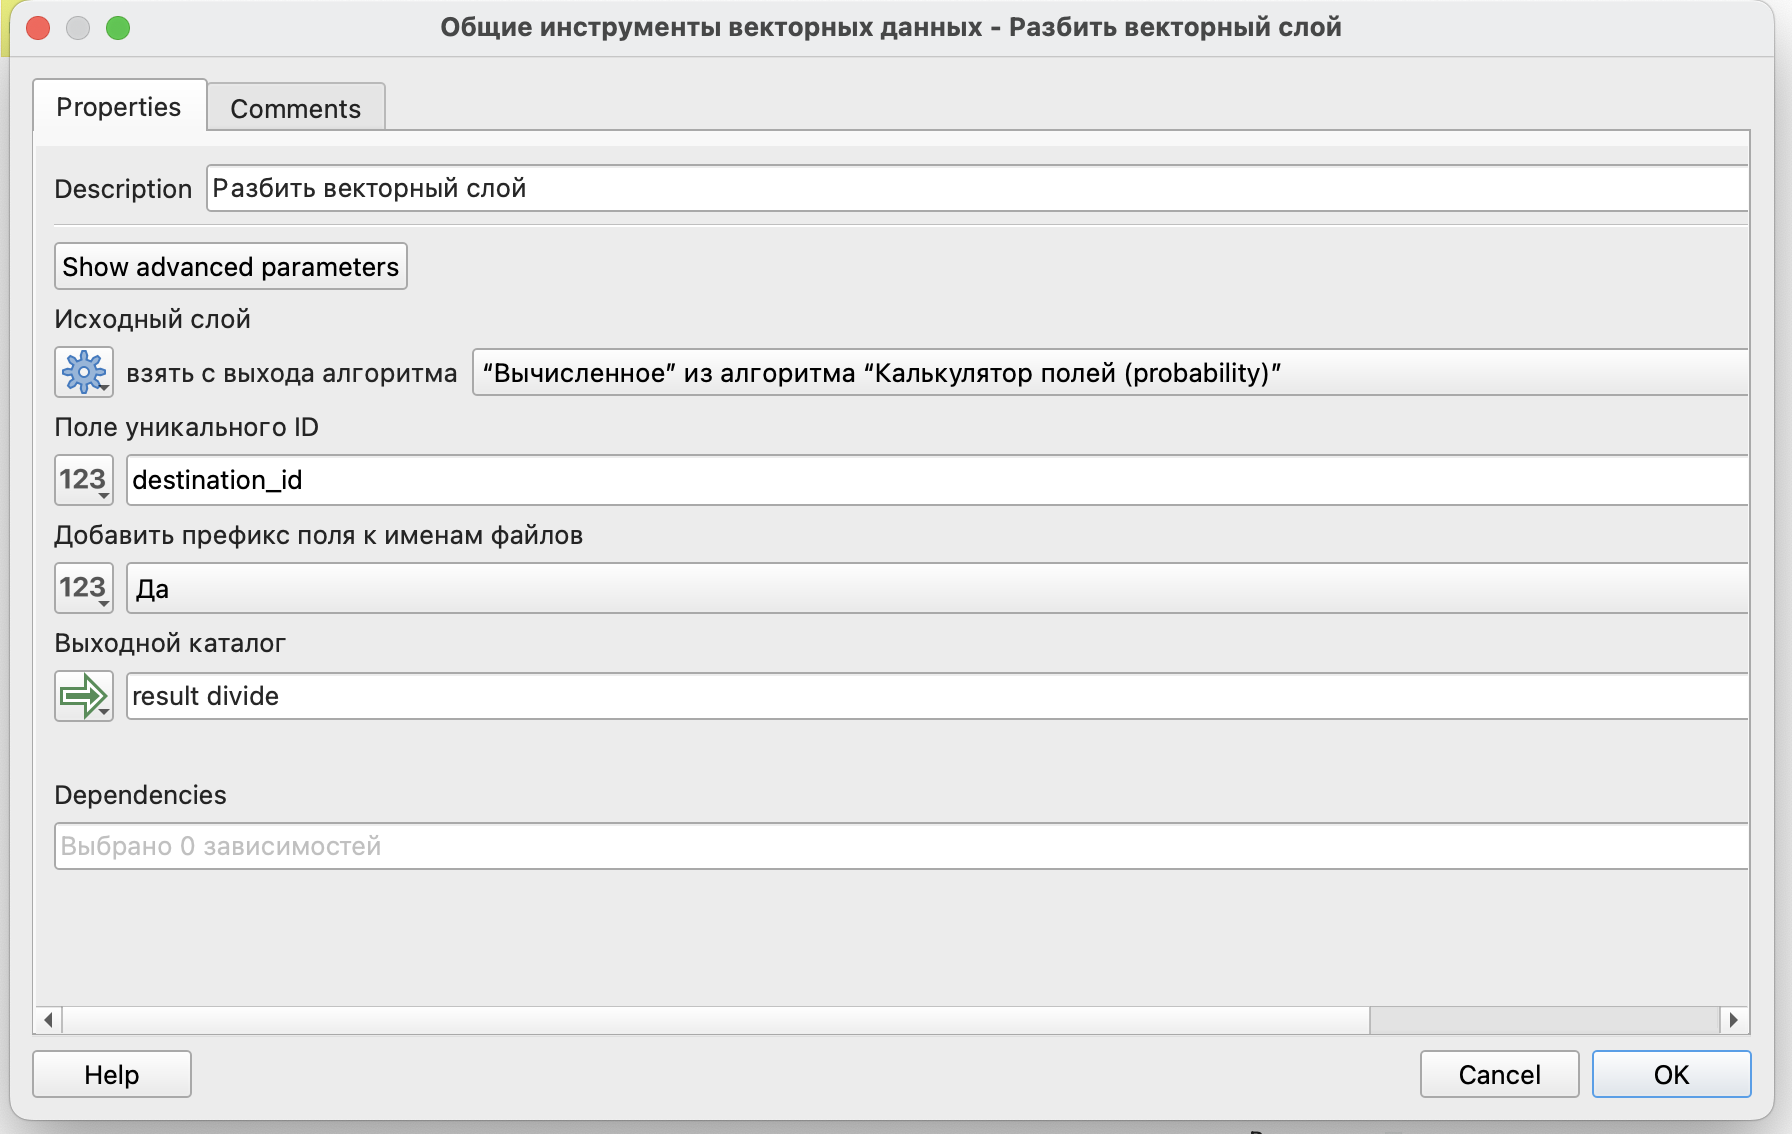 Общие инструменты векторных данных - Разбить векторный слой
Properties
Comments
Description
Разбить векторный слой
Show advanced parameters
Исходный слой
взять с выхода алгоритма
“Вычисленное” из алгоритма “Калькулятор полей (probability)”
Поле уникального ID
123
destination_id
Добавить префикс поля к именам файлов
123
Да
Выходной каталог
result divide
Dependencies
Выбрано 0 зависимостей
Help
Cancel
OK